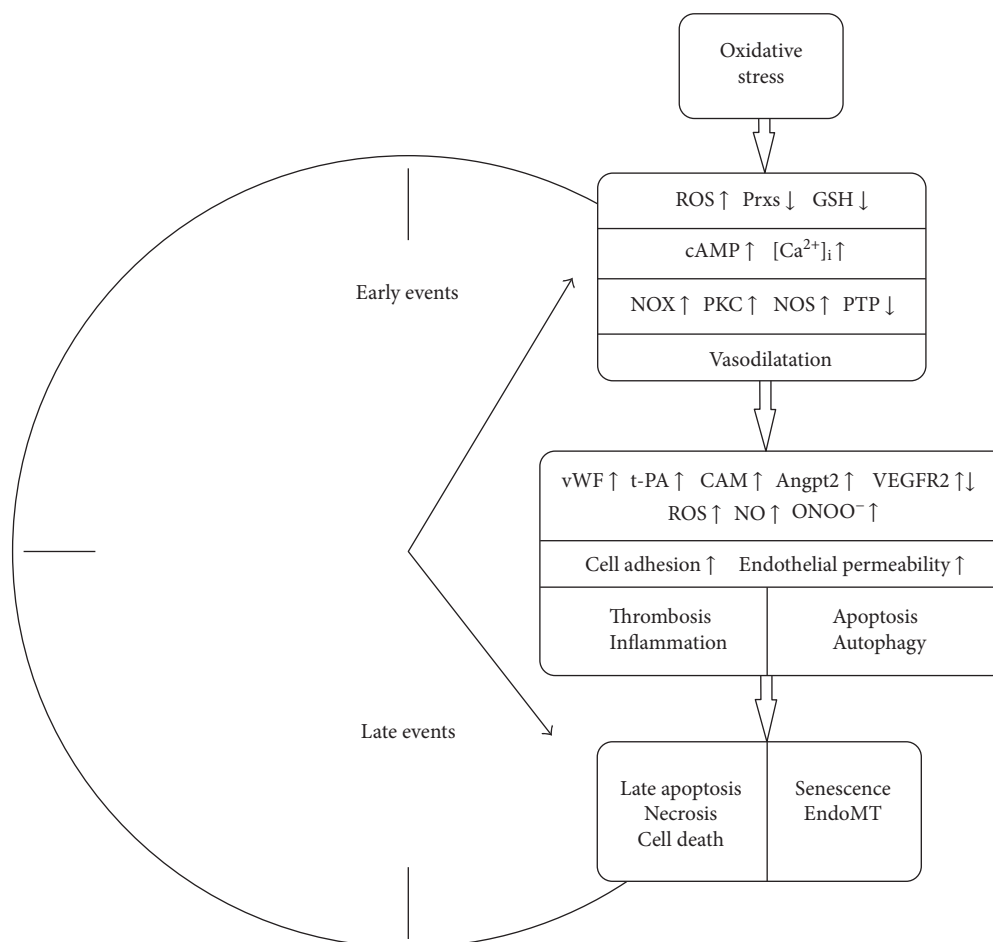 Oxidative
stress
ROS ↑ Prxs ↓ GSH ↓
cAMP ↑ [Ca²⁺]ᵢ ↑
Early events
NOX ↑ PKC ↑ NOS ↑ PTP ↓
Vasodilatation
vWF ↑ t-PA ↑ CAM ↑ Angpt2 ↑ VEGFR2 ↑↓
ROS ↑ NO ↑ ONOO⁻ ↑
Cell adhesion ↑ Endothelial permeability ↑
Thrombosis
Inflammation
Apoptosis
Autophagy
Late events
Late apoptosis
Necrosis
Cell death
Senescence
EndoMT